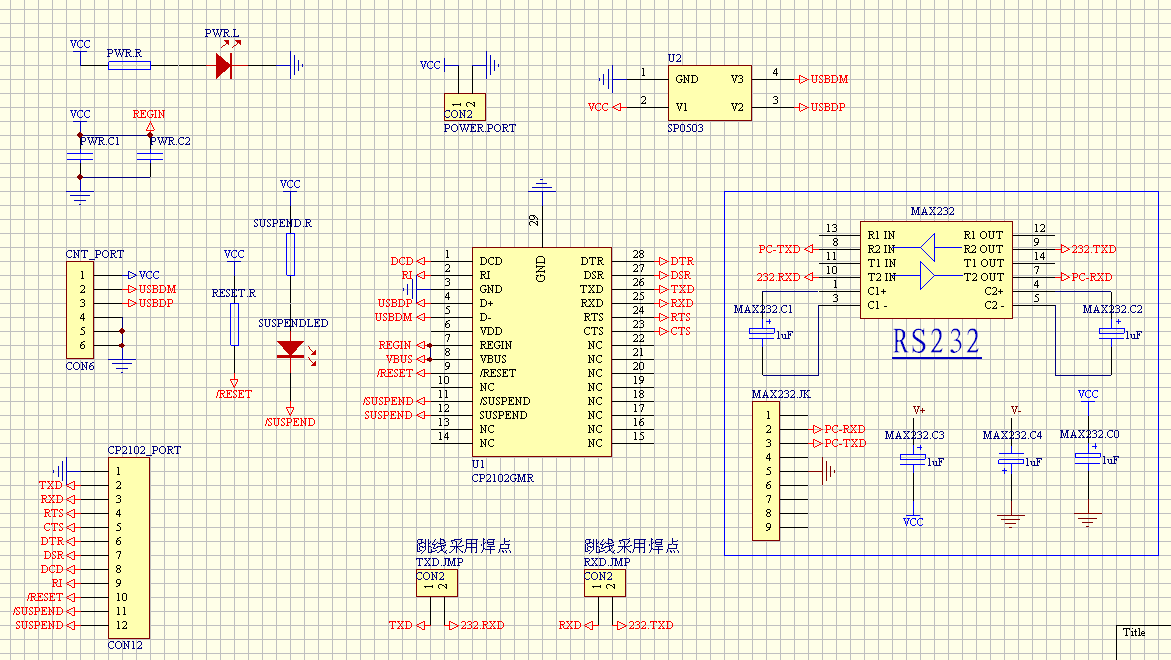 PWR.L
VCC
PWR.R
VCC
REGIN
PWR.C1
PWR.C2
VCC
1
2
CON2
POWER.PORT
U2
1
GND
V3
4
USBDM
VCC
2
V1
V2
3
USBDP
SP0503
VCC
SUSPEND.R
VCC
RESET.R
SUSPENDLED
/RESET
/SUSPEND
CNT_PORT
1
VCC
2
USBDM
3
USBDP
4
5
6
CON6
29
GND
DCD
1
DCD
DTR
28
DTR
RI
2
RI
DSR
27
DSR
3
GND
TXD
26
TXD
USBDP
4
D+
RXD
25
RXD
USBDM
5
D-
RTS
24
RTS
6
VDD
CTS
23
CTS
REGIN
7
REGIN
NC
22
VBUS
8
VBUS
NC
21
/RESET
9
/RESET
NC
20
10
NC
NC
19
/SUSPEND
11
/SUSPEND
NC
18
SUSPEND
12
SUSPEND
NC
17
13
NC
NC
16
14
NC
NC
15
U1
CP2102GMR
MAX232
13
R1 IN
R1 OUT
12
PC-TXD
8
R2 IN
R2 OUT
9
232.TXD
11
T1 IN
T1 OUT
14
232.RXD
10
T2 IN
T2 OUT
7
PC-RXD
1
C1+
C2+
4
3
C1 -
C2 -
5
MAX232.C1
+
1uF
MAX232.C2
+
1uF
RS232
MAX232.JK
1
2
PC-RXD
3
PC-TXD
4
5
6
7
8
9
V+
MAX232.C3
+
1uF
VCC
V-
MAX232.C4
1uF
+
VCC
MAX232.C0
+
1uF
CP2102_PORT
1
TXD
2
RXD
3
RTS
4
CTS
5
DTR
6
DSR
7
DCD
8
RI
9
/RESET
10
/SUSPEND
11
SUSPEND
12
CON12
跳线采用焊点
TXD.JMP
CON2
1
2
TXD
232.RXD
跳线采用焊点
RXD.JMP
CON2
1
2
RXD
232.TXD
Title